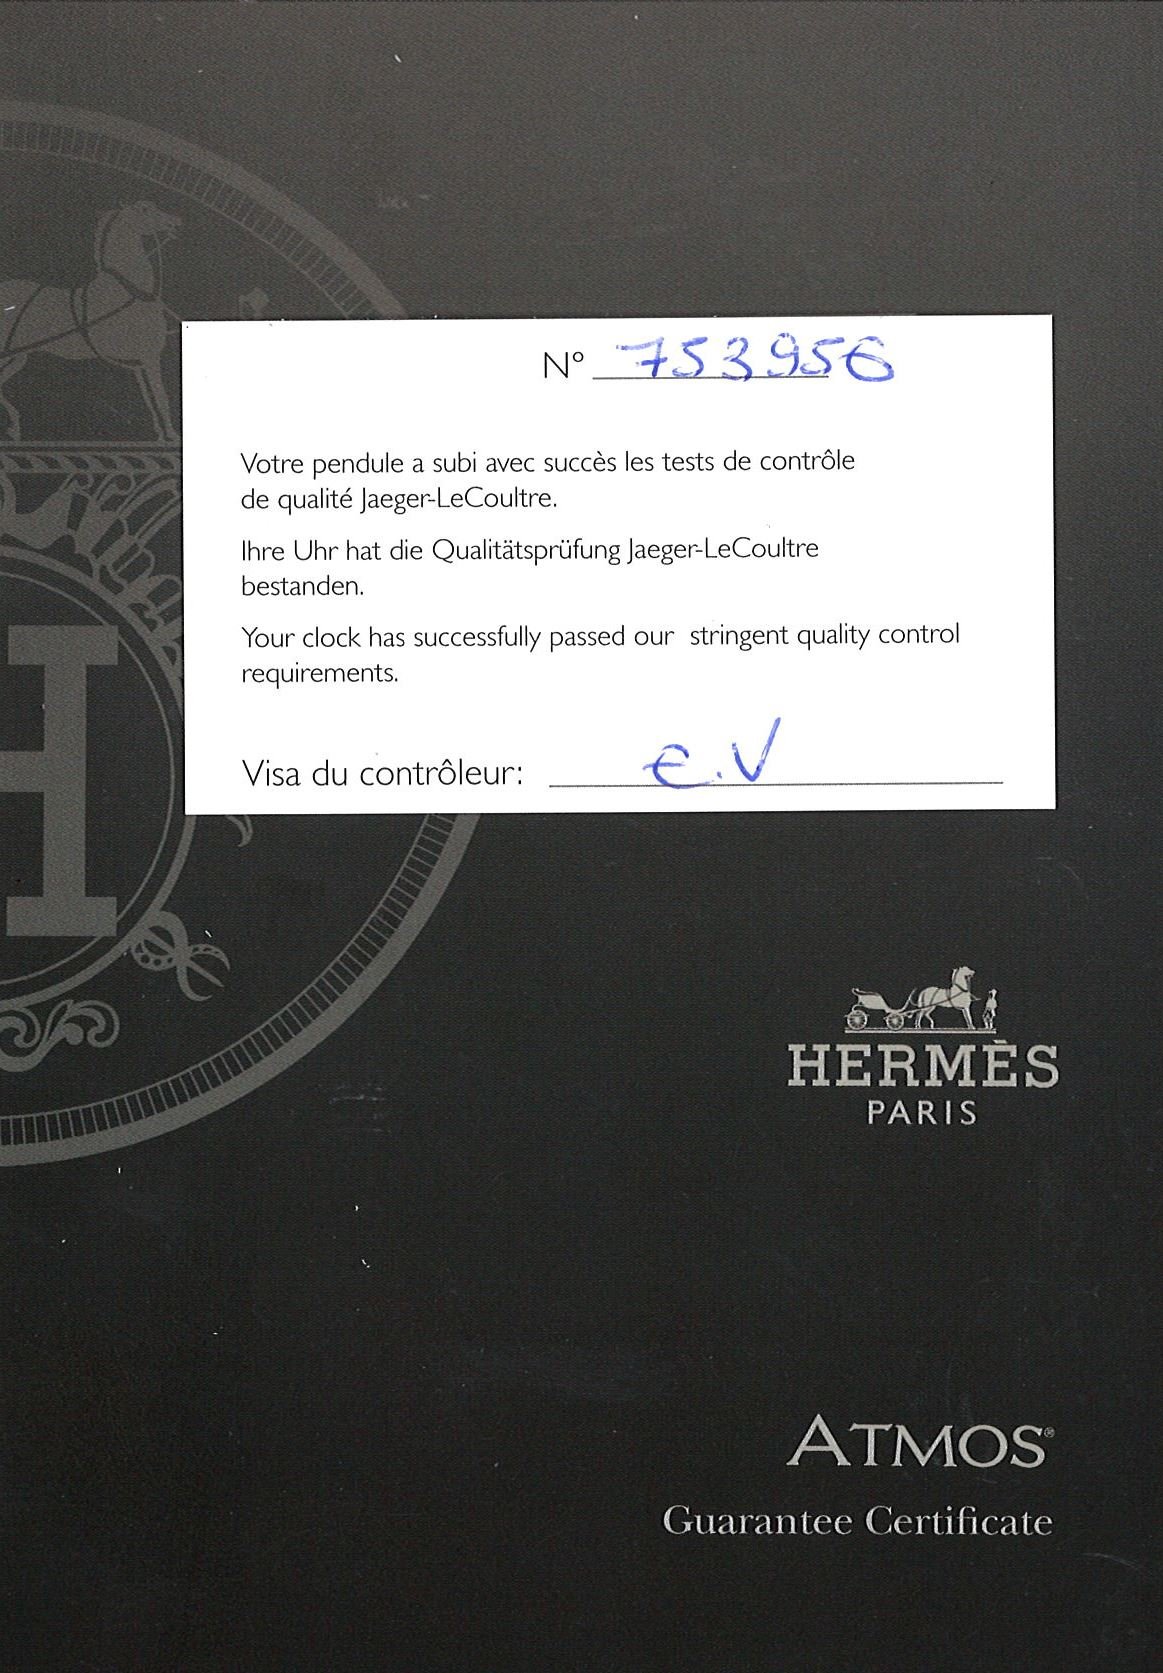 N° 753956
Votre pendule a subi avec succès les tests de contrôle
de qualité Jaeger-LeCoultre.
Ihre Uhr hat die Qualitätsprüfung Jaeger-LeCoultre
bestanden.
Your clock has successfully passed our stringent quality control
requirements.
Visa du contrôleur: e.V
H
HERMÈS
PARIS
ATMOS®
Guarantee Certificate